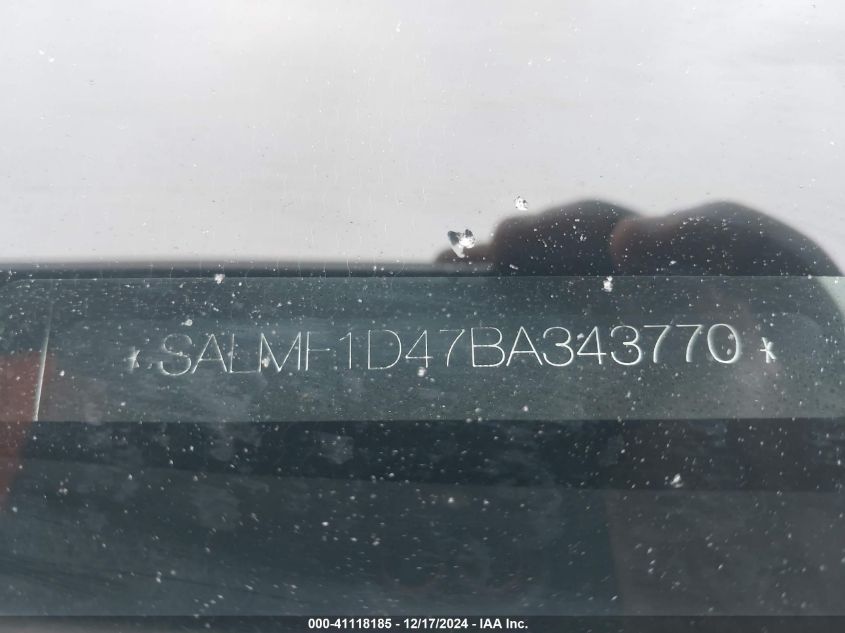 * SALMF1D47BA343770 *
000-41118185 - 12/17/2024 - IAA Inc.